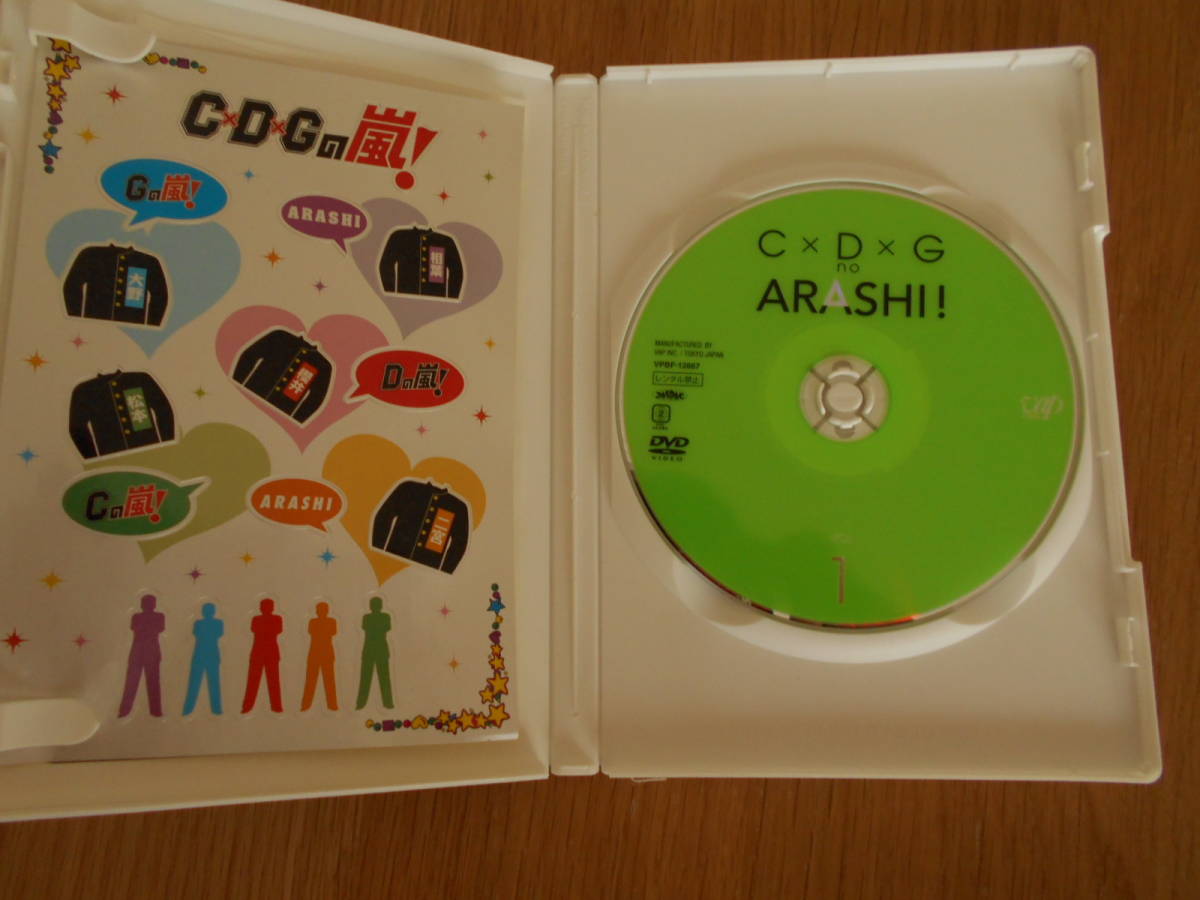 C×D×Gの嵐!
Gの嵐!
ARASHI
大野
相葉
櫻井
Dの嵐!
松本
Cの嵐!
ARASHI
二宮
C×D×G
no
ARASHI!
MANUFACTURED BY
VAP INC. / TOKYO JAPAN
レンタル禁止
2
DVD
VIDEO
vap
1